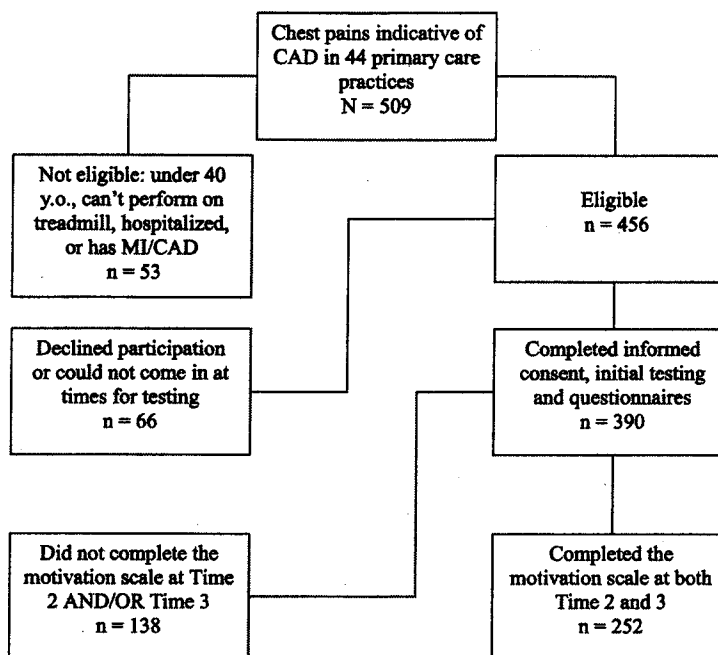 Chest pains indicative of
CAD in 44 primary care
practices
N = 509
Not eligible: under 40
y.o., can't perform on
treadmill, hospitalized,
or has MI/CAD
n = 53
Eligible
n = 456
Declined participation
or could not come in at
times for testing
n = 66
Completed informed
consent, initial testing
and questionnaires
n = 390
Did not complete the
motivation scale at Time
2 AND/OR Time 3
n = 138
Completed the
motivation scale at both
Time 2 and 3
n = 252